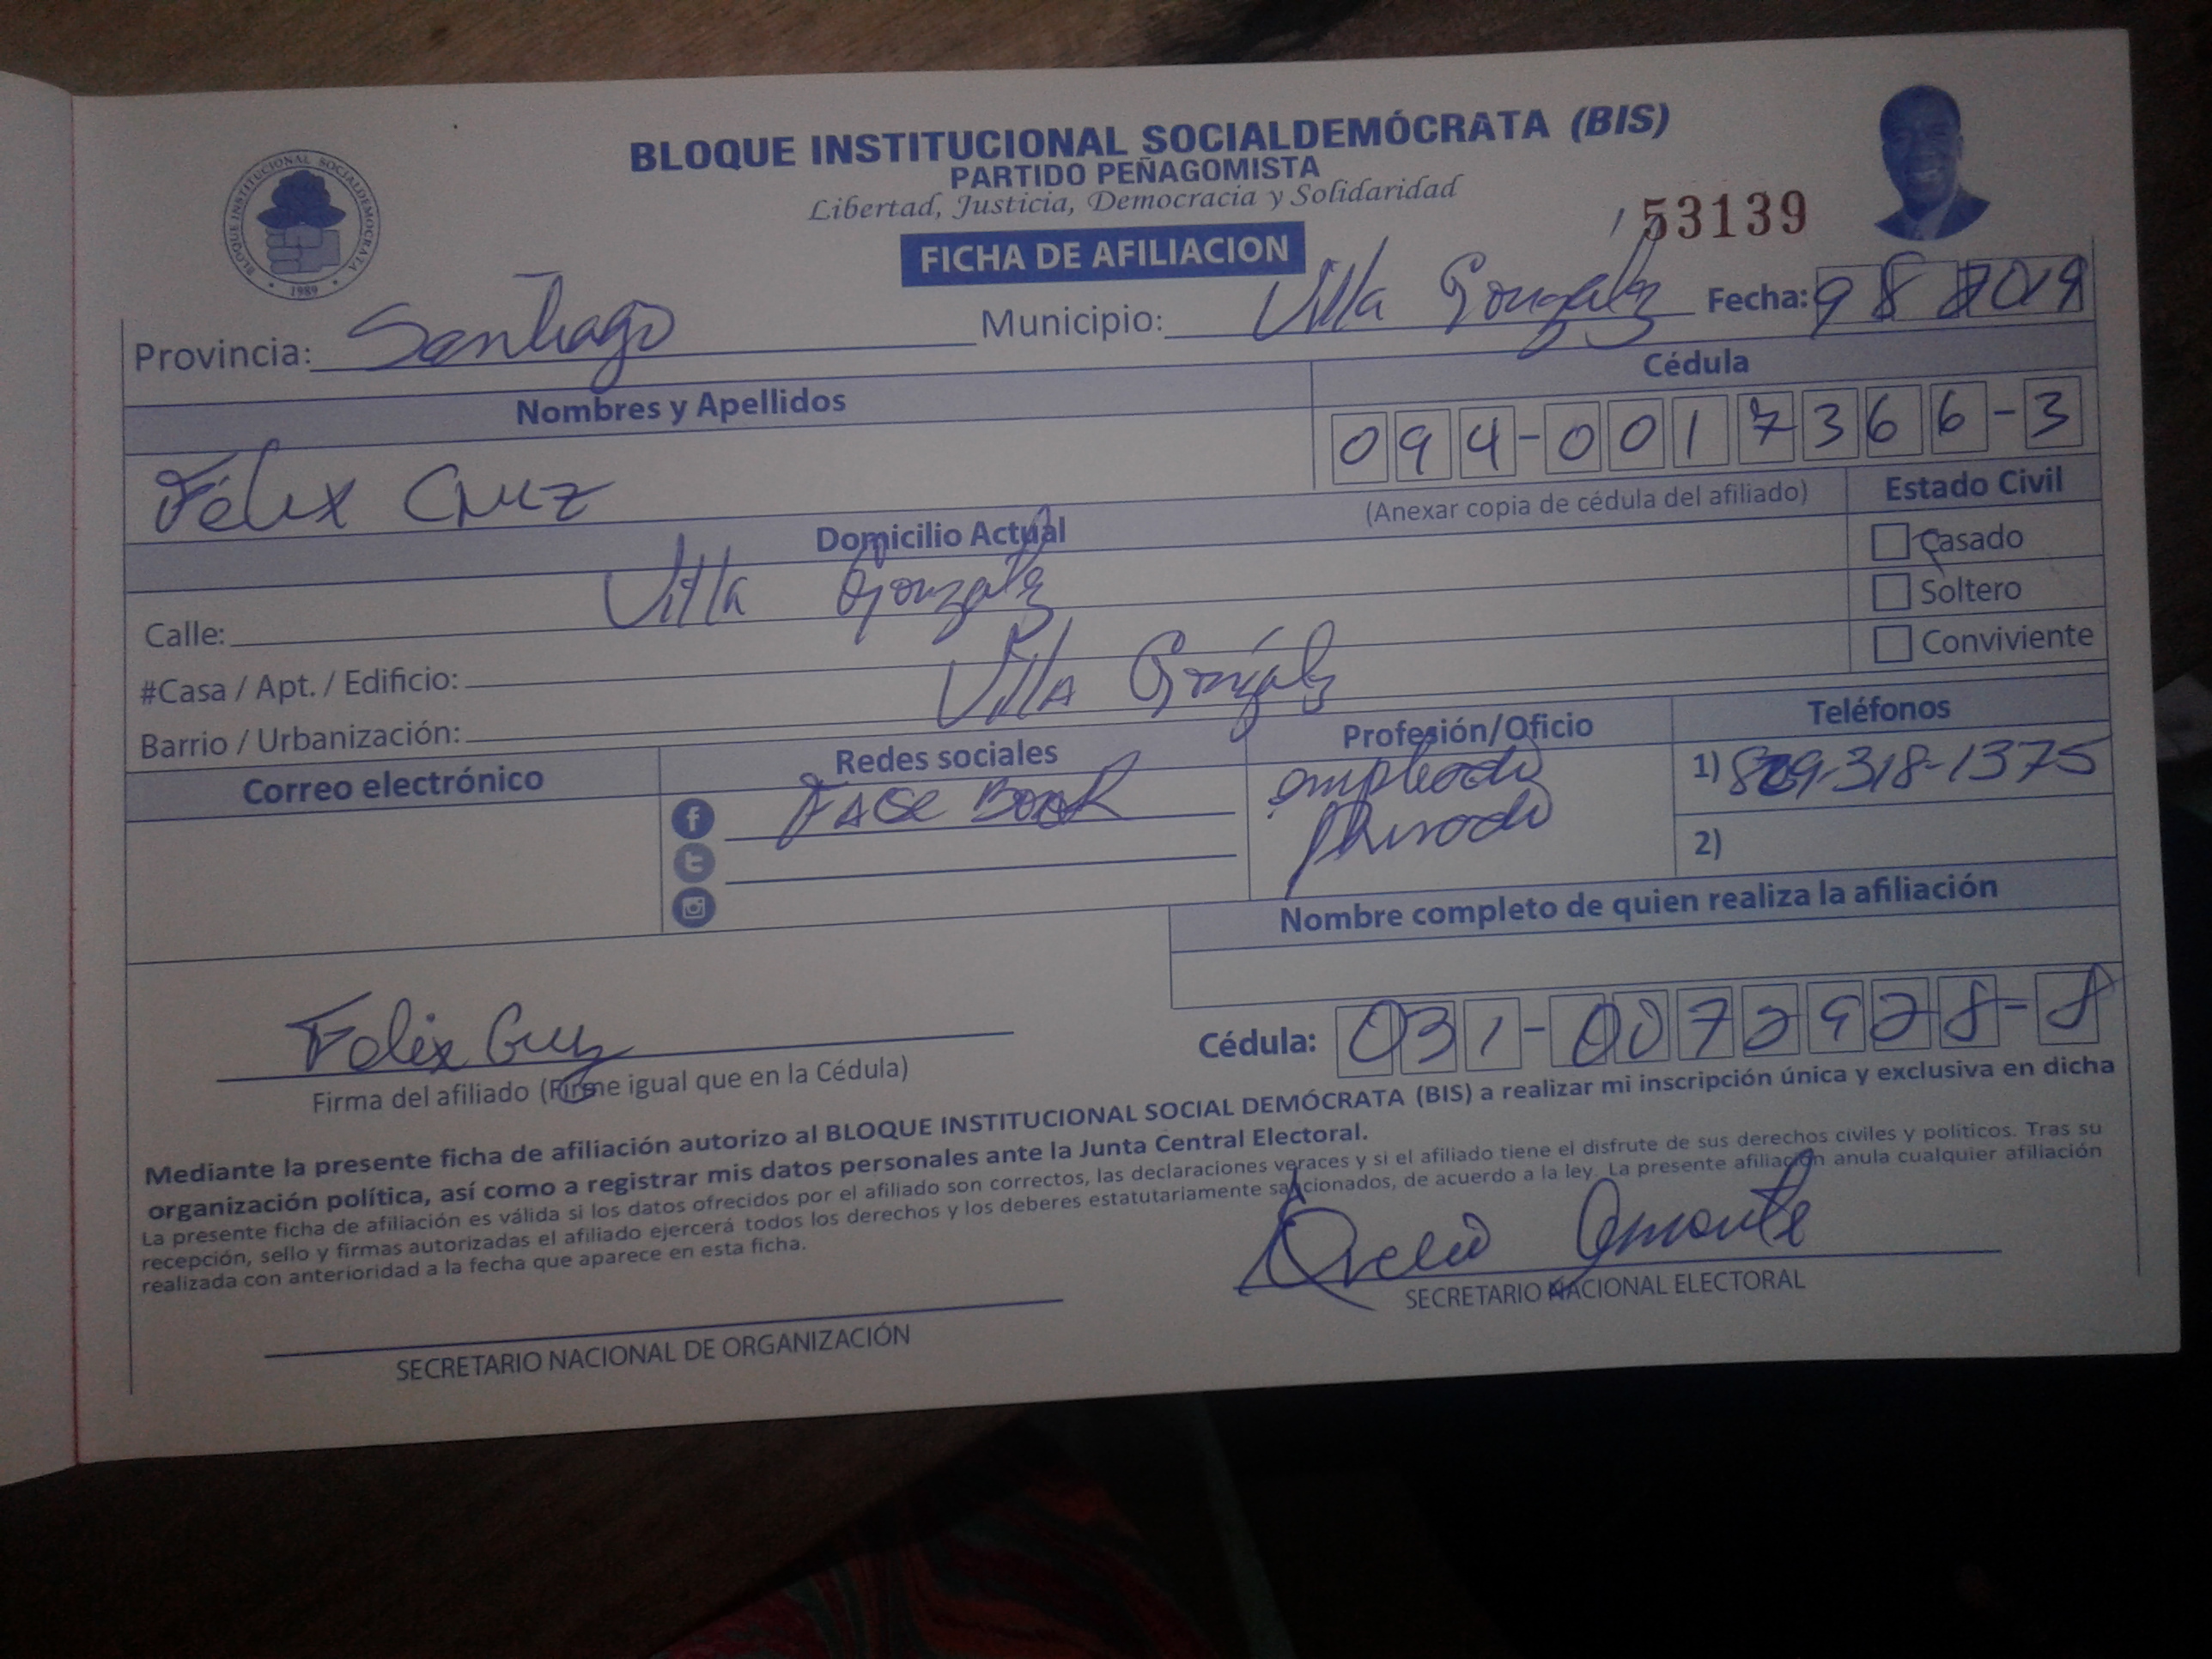 BLOQUE INSTITUCIONAL SOCIALDEMÓCRATA (BIS)
PARTIDO PEÑAGOMISTA
Libertad, Justicia, Democracia y Solidaridad
BLOQUE INSTITUCIONAL SOCIALDEMOCRATA
1989
53139
FICHA DE AFILIACION
Provincia: Santiago Municipio: Villa Gonzalz Fecha: 9 8 2019
Nombres y Apellidos Cédula
Félix Cruz 094-0017366-3
(Anexar copia de cédula del afiliado)
Domicilio Actual Estado Civil
Casado
Calle: Villa Gonzalz Soltero
#Casa / Apt. / Edificio: Conviviente
Barrio / Urbanización: Villa Gonzalz
Correo electrónico Redes sociales Profesión/Oficio Teléfonos
FACE BOOK empleado 1) 829-318-1375
2)
Nombre completo de quien realiza la afiliación
Felix Cruz Cédula: 031-0072928-8
Firma del afiliado (Firme igual que en la Cédula)
Mediante la presente ficha de afiliación autorizo al BLOQUE INSTITUCIONAL SOCIAL DEMÓCRATA (BIS) a realizar mi inscripción única y exclusiva en dicha
organización política, así como a registrar mis datos personales ante la Junta Central Electoral.
La presente ficha de afiliación es válida si los datos ofrecidos por el afiliado son correctos, las declaraciones veraces y si el afiliado tiene el disfrute de sus derechos civiles y políticos. Tras su
recepción, sello y firmas autorizadas el afiliado ejercerá todos los derechos y los deberes estatutariamente sancionados, de acuerdo a la ley. La presente afiliación anula cualquier afiliación
realizada con anterioridad a la fecha que aparece en esta ficha.
SECRETARIO NACIONAL ELECTORAL
SECRETARIO NACIONAL DE ORGANIZACIÓN